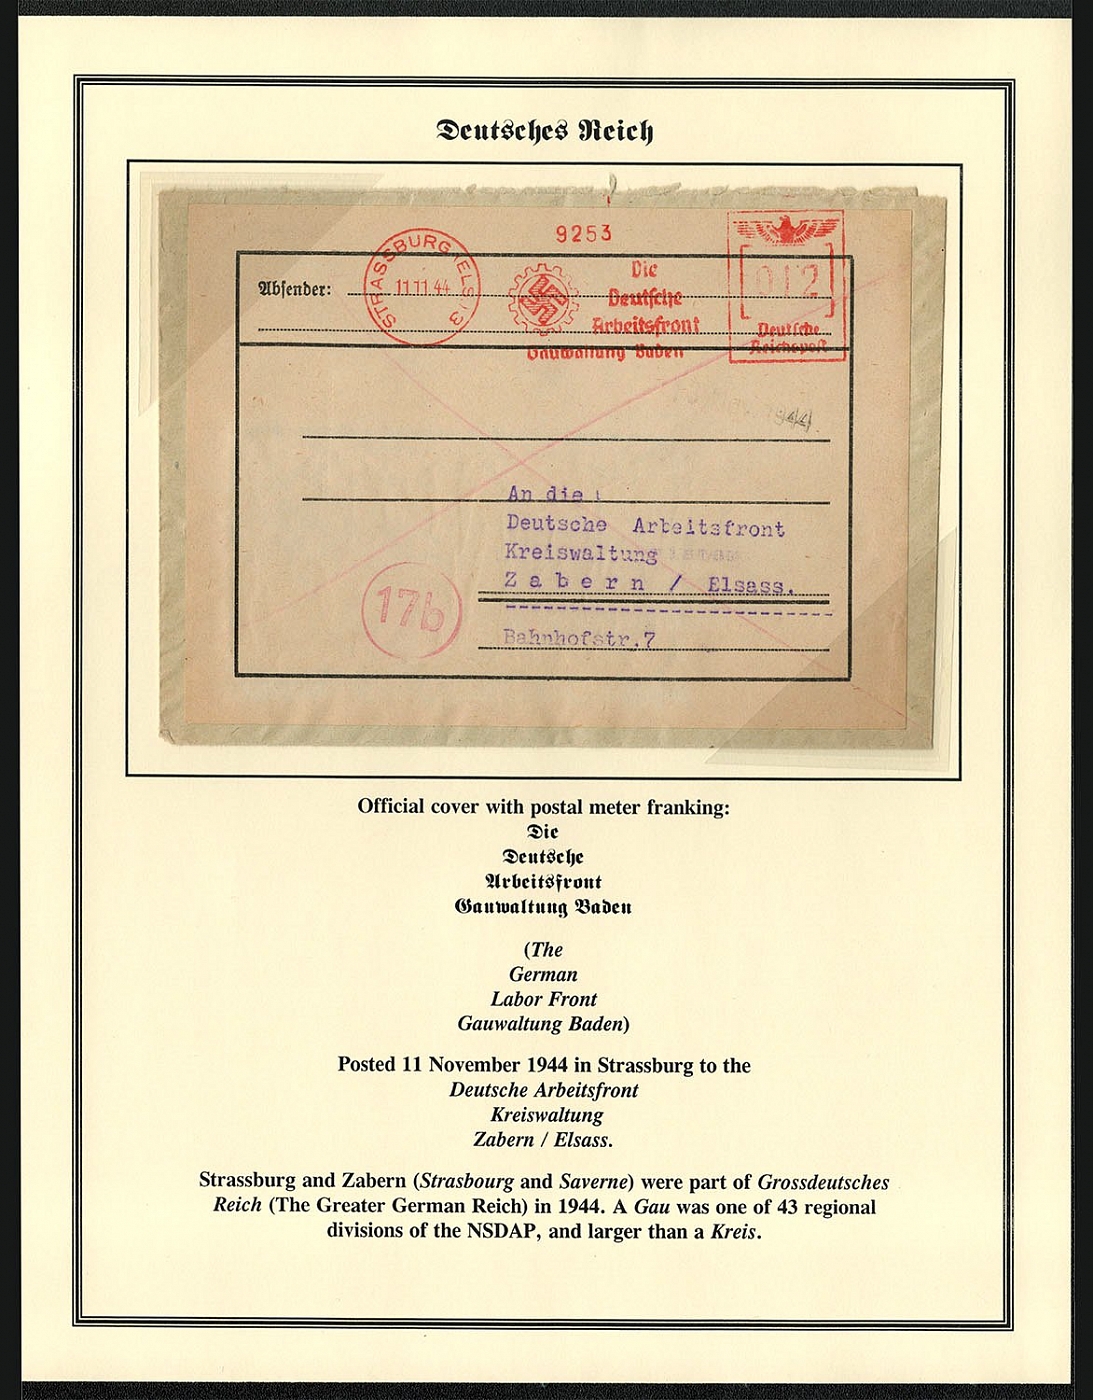 Deutsches Reich
9253
STRASSBURG (ELS) 3
11.11.44
Die
Deutsche
Arbeitsfront
Gauwaltung Baden
012
Deutsche
Reichspost
Absender:
44
An die
Deutsche Arbeitsfront
Kreiswaltung
Zabern / Elsass.
Bahnhofstr.7
17b
Official cover with postal meter franking:
Die
Deutsche
Arbeitsfront
Gauwaltung Baden
(The
German
Labor Front
Gauwaltung Baden)
Posted 11 November 1944 in Strassburg to the
Deutsche Arbeitsfront
Kreiswaltung
Zabern / Elsass.
Strassburg and Zabern (Strasbourg and Saverne) were part of Grossdeutsches
Reich (The Greater German Reich) in 1944. A Gau was one of 43 regional
divisions of the NSDAP, and larger than a Kreis.